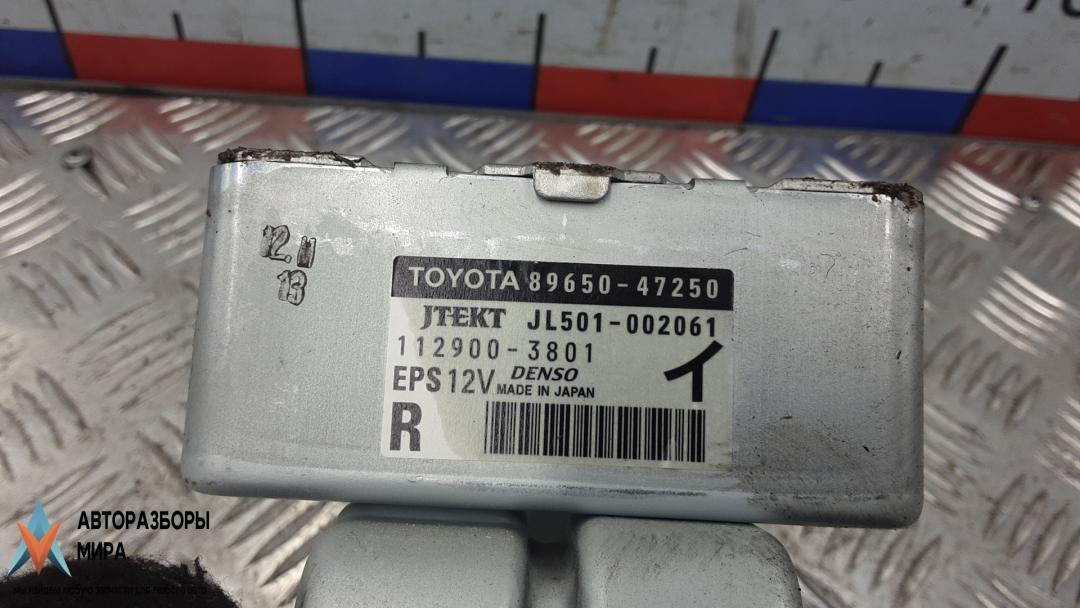 12.11
13
TOYOTA 89650-47250
JTEKT JL501-002061
112900-3801
EPS 12V DENSO
MADE IN JAPAN
イ
R
АВТОРАЗБОРЫ
МИРА